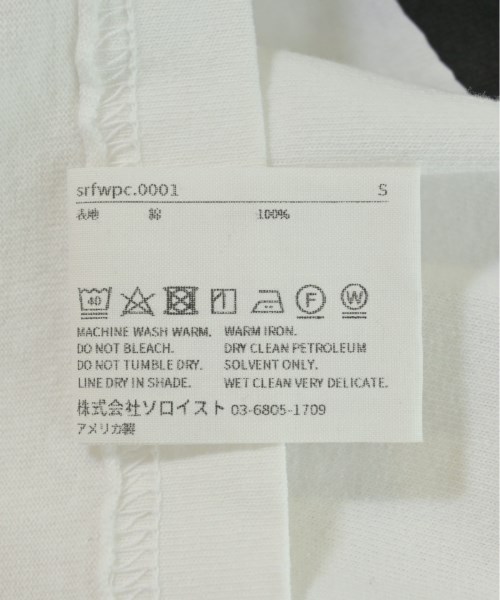 srfwpc.0001 S
表地 綿 100%
40 F W
MACHINE WASH WARM. WARM IRON.
DO NOT BLEACH. DRY CLEAN PETROLEUM
DO NOT TUMBLE DRY. SOLVENT ONLY.
LINE DRY IN SHADE. WET CLEAN VERY DELICATE.
株式会社ソロイスト 03-6805-1709
アメリカ製